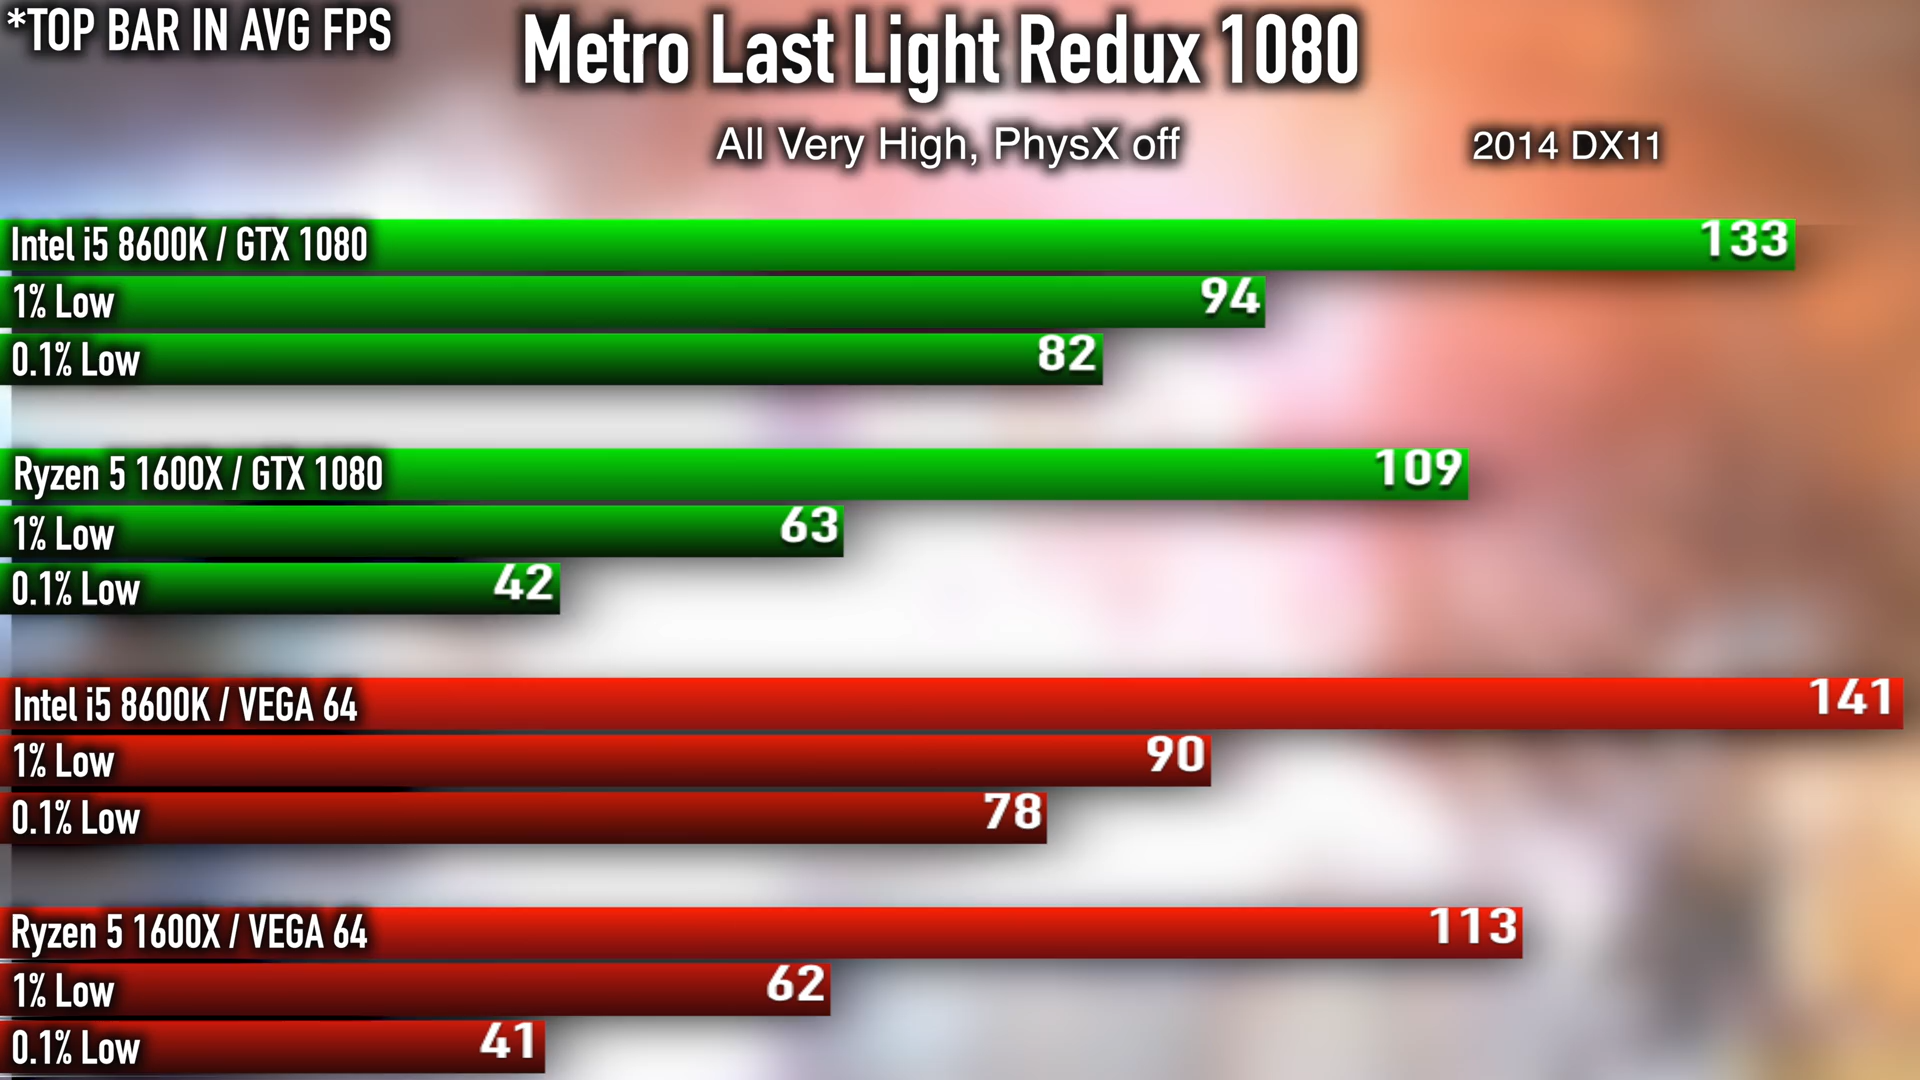 *TOP BAR IN AVG FPS
Metro Last Light Redux 1080
All Very High, PhysX off
2014 DX11
Intel i5 8600K / GTX 1080
133
1% Low
94
0.1% Low
82
Ryzen 5 1600X / GTX 1080
109
1% Low
63
0.1% Low
42
Intel i5 8600K / VEGA 64
141
1% Low
90
0.1% Low
78
Ryzen 5 1600X / VEGA 64
113
1% Low
62
0.1% Low
41